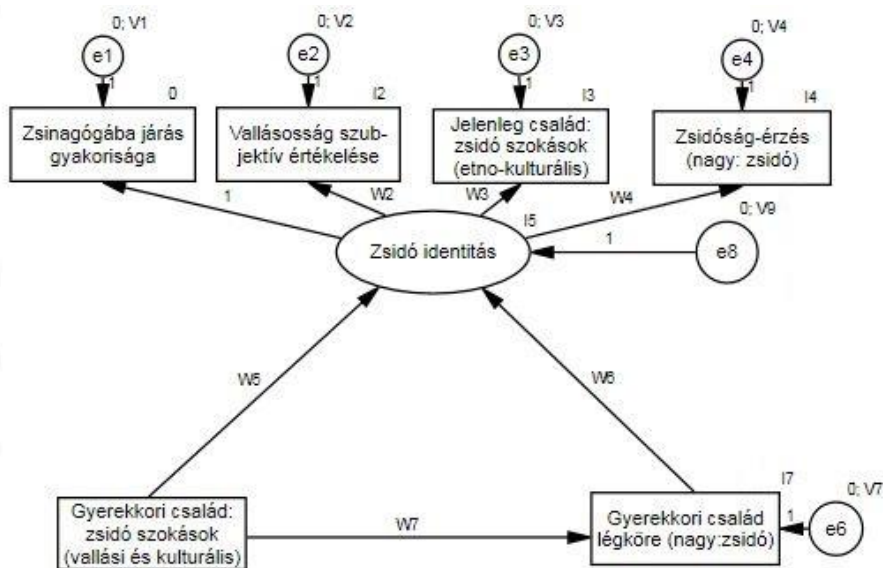 0; V1
0; V2
0; V3
0; V4
e1
e2
e3
e4
1
1
1
1
0
I2
I3
I4
Zsinagógába járás
gyakorisága
Vallásosság szub-
jektív értékelése
Jelenleg család:
zsidó szokások
(etno-kulturális)
Zsidóság-érzés
(nagy: zsidó)
1
W2
W3
W4
I5
0; V9
Zsidó identitás
1
e8
W5
W6
I7
0; V7
Gyerekkori család:
zsidó szokások
(vallási és kulturális)
W7
Gyerekkori család
légköre (nagy:zsidó)
1
e6